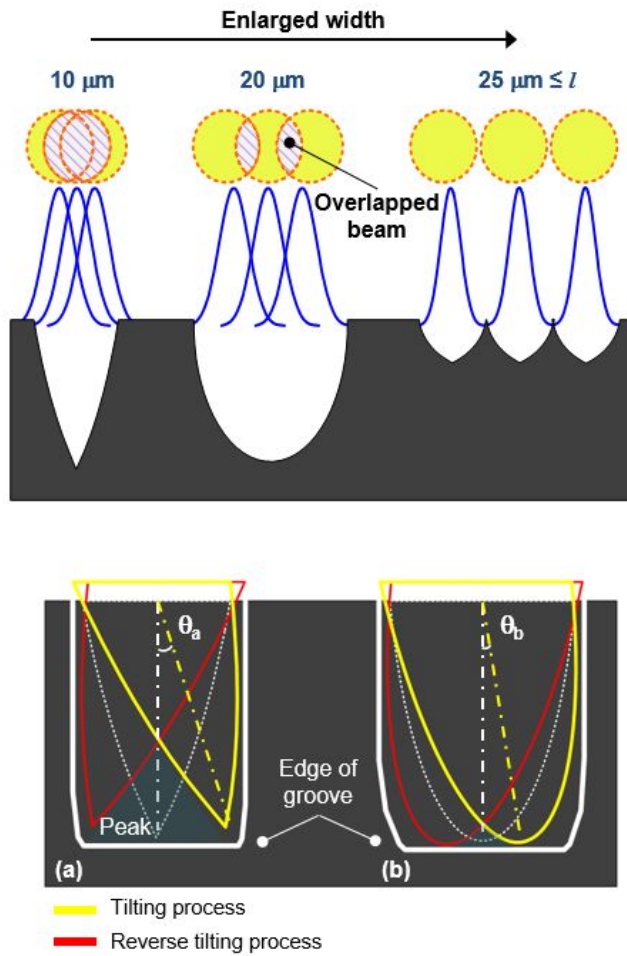 Enlarged width
10 μm
20 μm
25 μm ≤ l
Overlapped
beam
θa
θb
Edge of
groove
Peak
(a)
(b)
Tilting process
Reverse tilting process